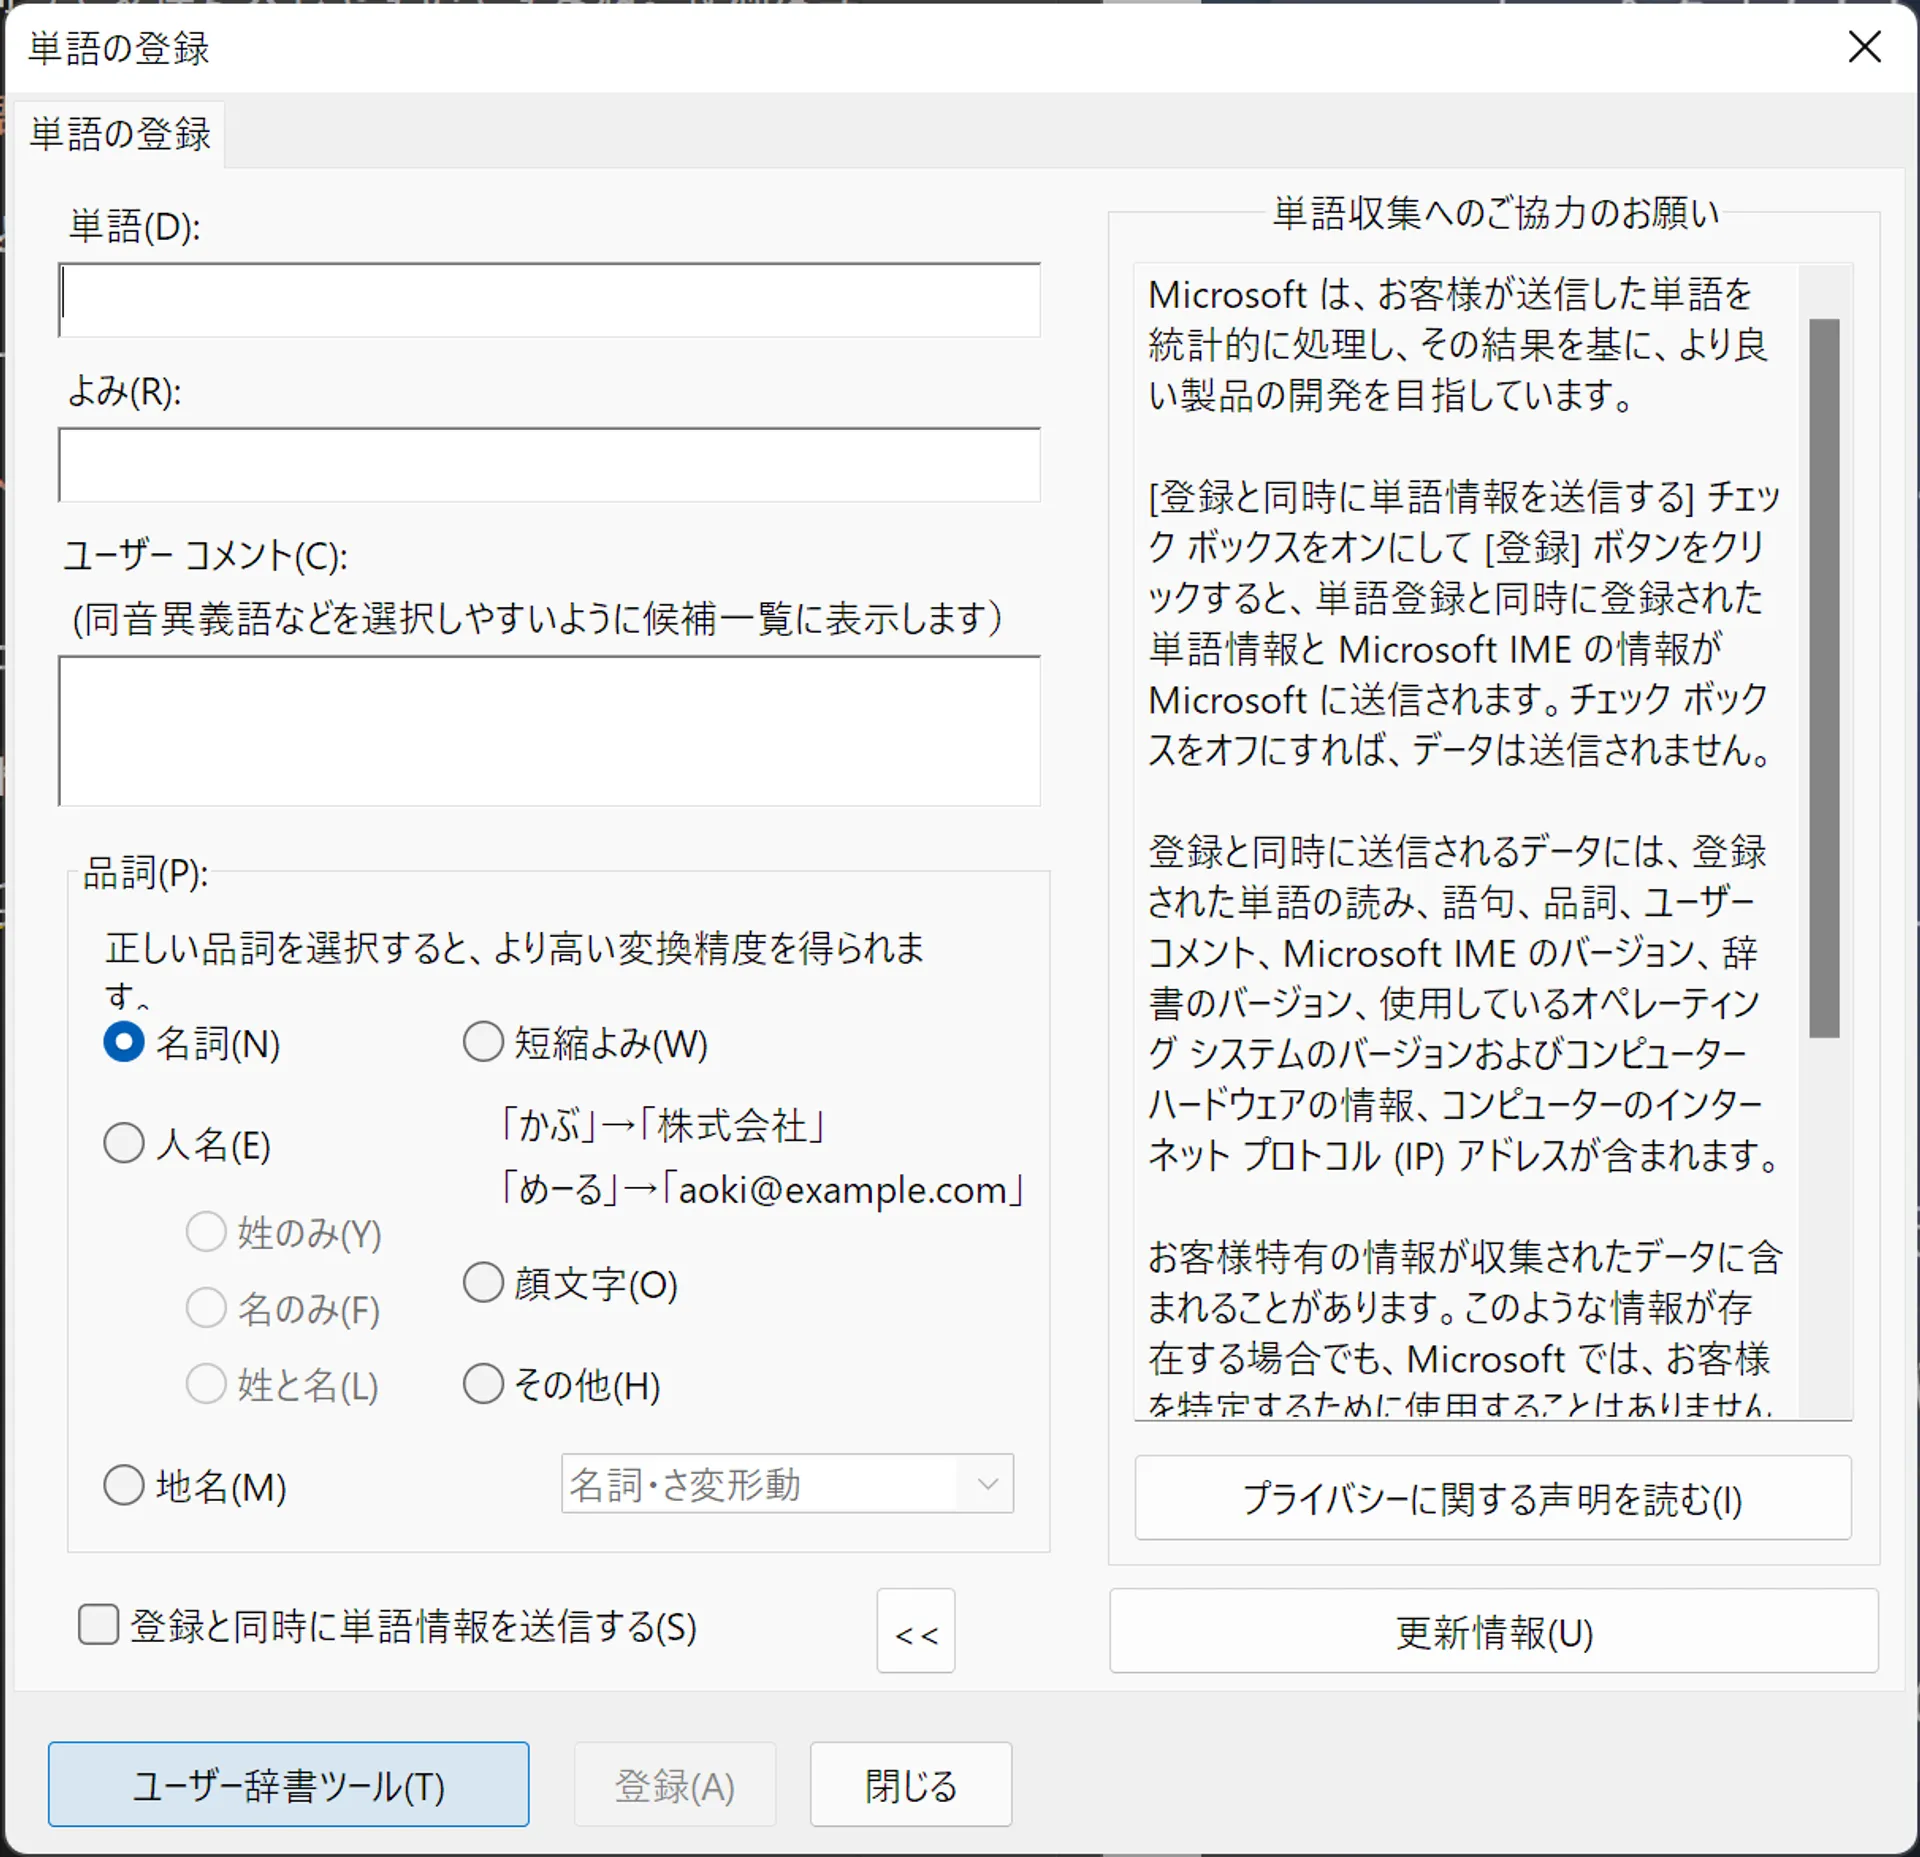 単語の登録
単語の登録
単語(D):
よみ(R):
ユーザー コメント(C):
(同音異義語などを選択しやすいように候補一覧に表示します)
品詞(P):
正しい品詞を選択すると、より高い変換精度を得られま
す。
名詞(N)
人名(E)
姓のみ(Y)
名のみ(F)
姓と名(L)
地名(M)
短縮よみ(W)
「かぶ」→「株式会社」
「めーる」→「aoki@example.com」
顔文字(O)
その他(H)
名詞・さ変形動
登録と同時に単語情報を送信する(S)
<<
単語収集へのご協力のお願い
Microsoft は、お客様が送信した単語を
統計的に処理し、その結果を基に、より良
い製品の開発を目指しています。
[登録と同時に単語情報を送信する] チェッ
ク ボックスをオンにして [登録] ボタンをクリ
ックすると、単語登録と同時に登録された
単語情報と Microsoft IME の情報が
Microsoft に送信されます。チェック ボック
スをオフにすれば、データは送信されません。
登録と同時に送信されるデータには、登録
された単語の読み、語句、品詞、ユーザー
コメント、Microsoft IME のバージョン、辞
書のバージョン、使用しているオペレーティン
グ システムのバージョンおよびコンピューター
ハードウェアの情報、コンピューターのインター
ネット プロトコル (IP) アドレスが含まれます。
お客様特有の情報が収集されたデータに含
まれることがあります。このような情報が存
在する場合でも、Microsoft では、お客様
を特定するために使用することはありません
プライバシーに関する声明を読む(I)
更新情報(U)
ユーザー辞書ツール(T)
登録(A)
閉じる